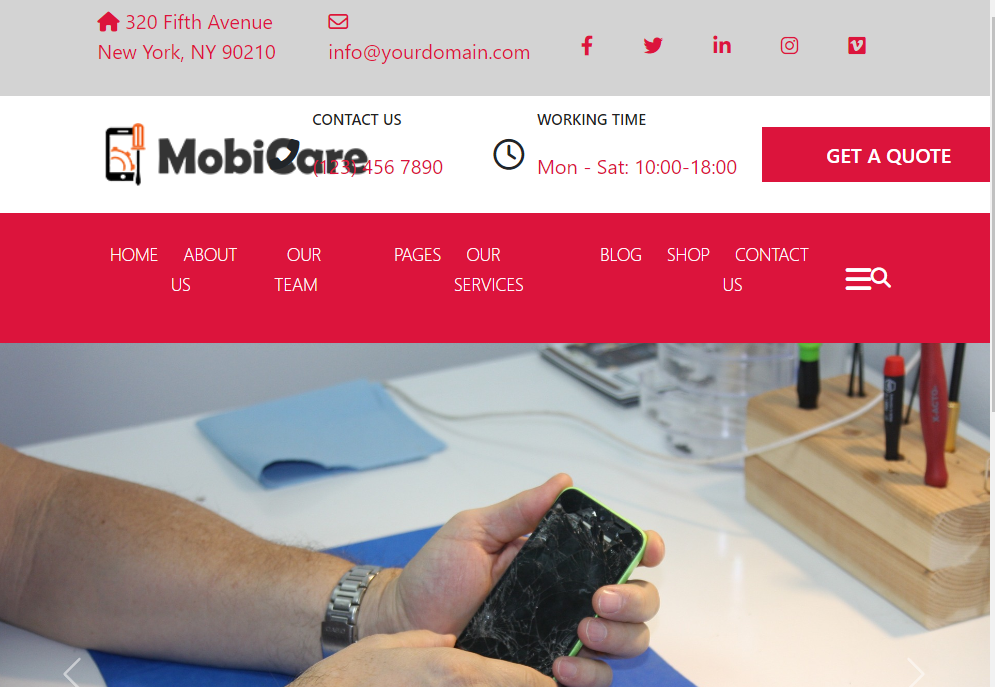 320 Fifth Avenue
New York, NY 90210
info@yourdomain.com
MobiCare
CONTACT US
(123) 456 7890
WORKING TIME
Mon - Sat: 10:00-18:00
GET A QUOTE
HOME
ABOUT
US
OUR
TEAM
PAGES
OUR
SERVICES
BLOG
SHOP
CONTACT
US
X-ACTO